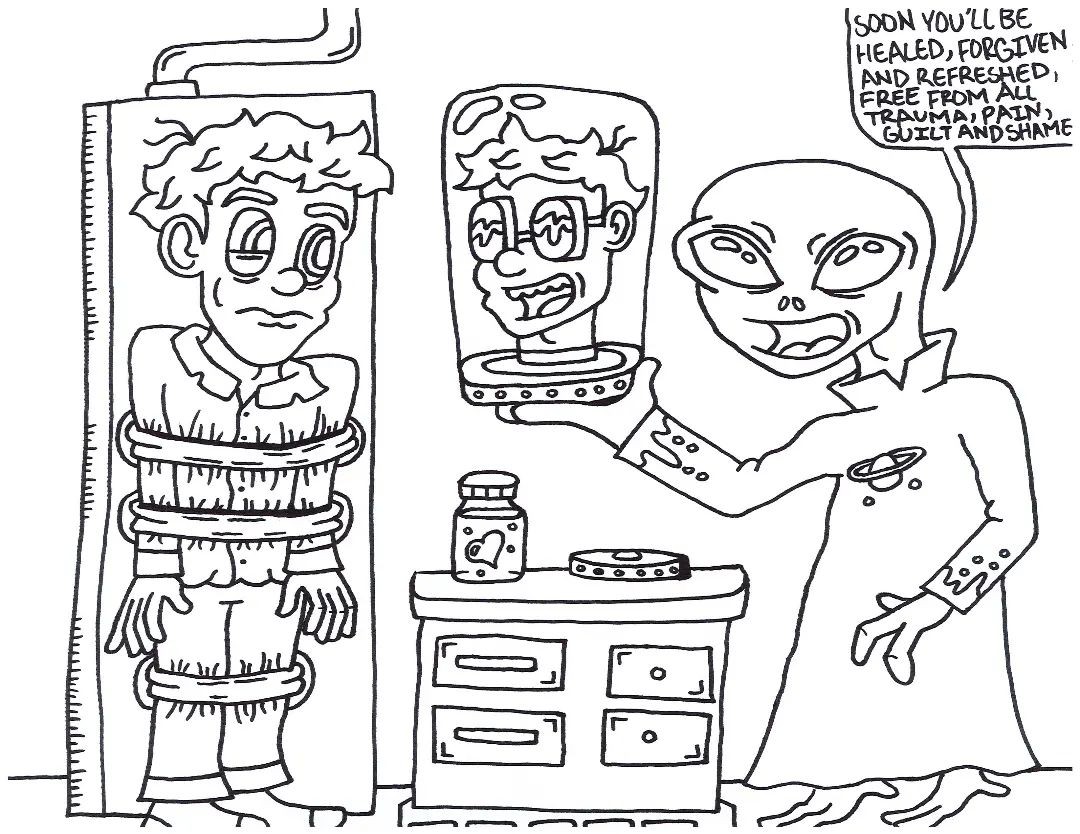 SOON YOU'LL BE
HEALED, FORGIVEN
AND REFRESHED,
FREE FROM ALL
TRAUMA, PAIN,
GUILT AND SHAME